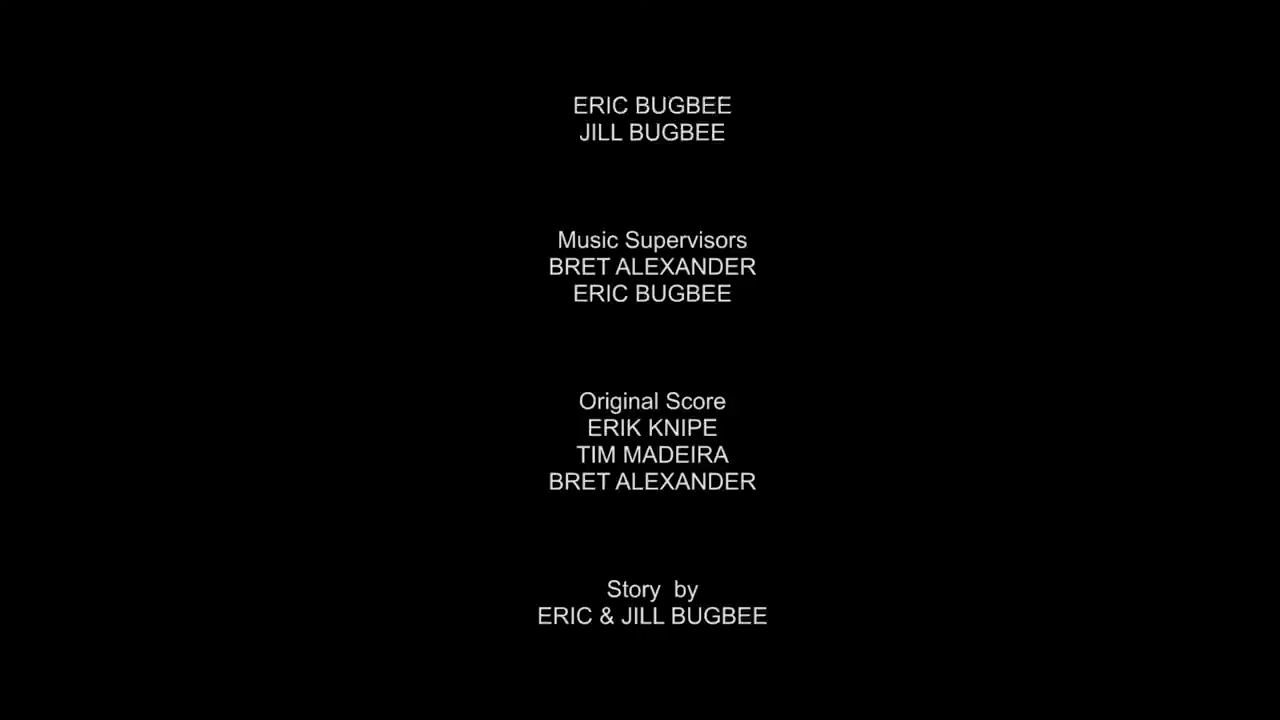 ERIC BUGBEE
JILL BUGBEE
Music Supervisors
BRET ALEXANDER
ERIC BUGBEE
Original Score
ERIK KNIPE
TIM MADEIRA
BRET ALEXANDER
Story by
ERIC & JILL BUGBEE